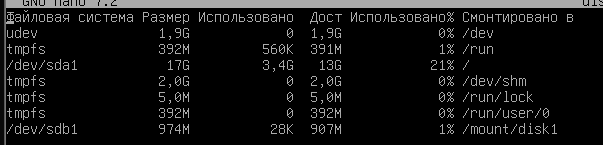 GNU nano 7.2
Файловая система Размер Использовано  Дост Использовано% Смонтировано в
udev               1,9G            0  1,9G            0% /dev
tmpfs              392M         560K  391M            1% /run
/dev/sda1           17G         3,4G   13G           21% /
tmpfs              2,0G            0  2,0G            0% /dev/shm
tmpfs              5,0M            0  5,0M            0% /run/lock
tmpfs              392M            0  392M            0% /run/user/0
/dev/sdb1          974M          28K  907M            1% /mount/disk1